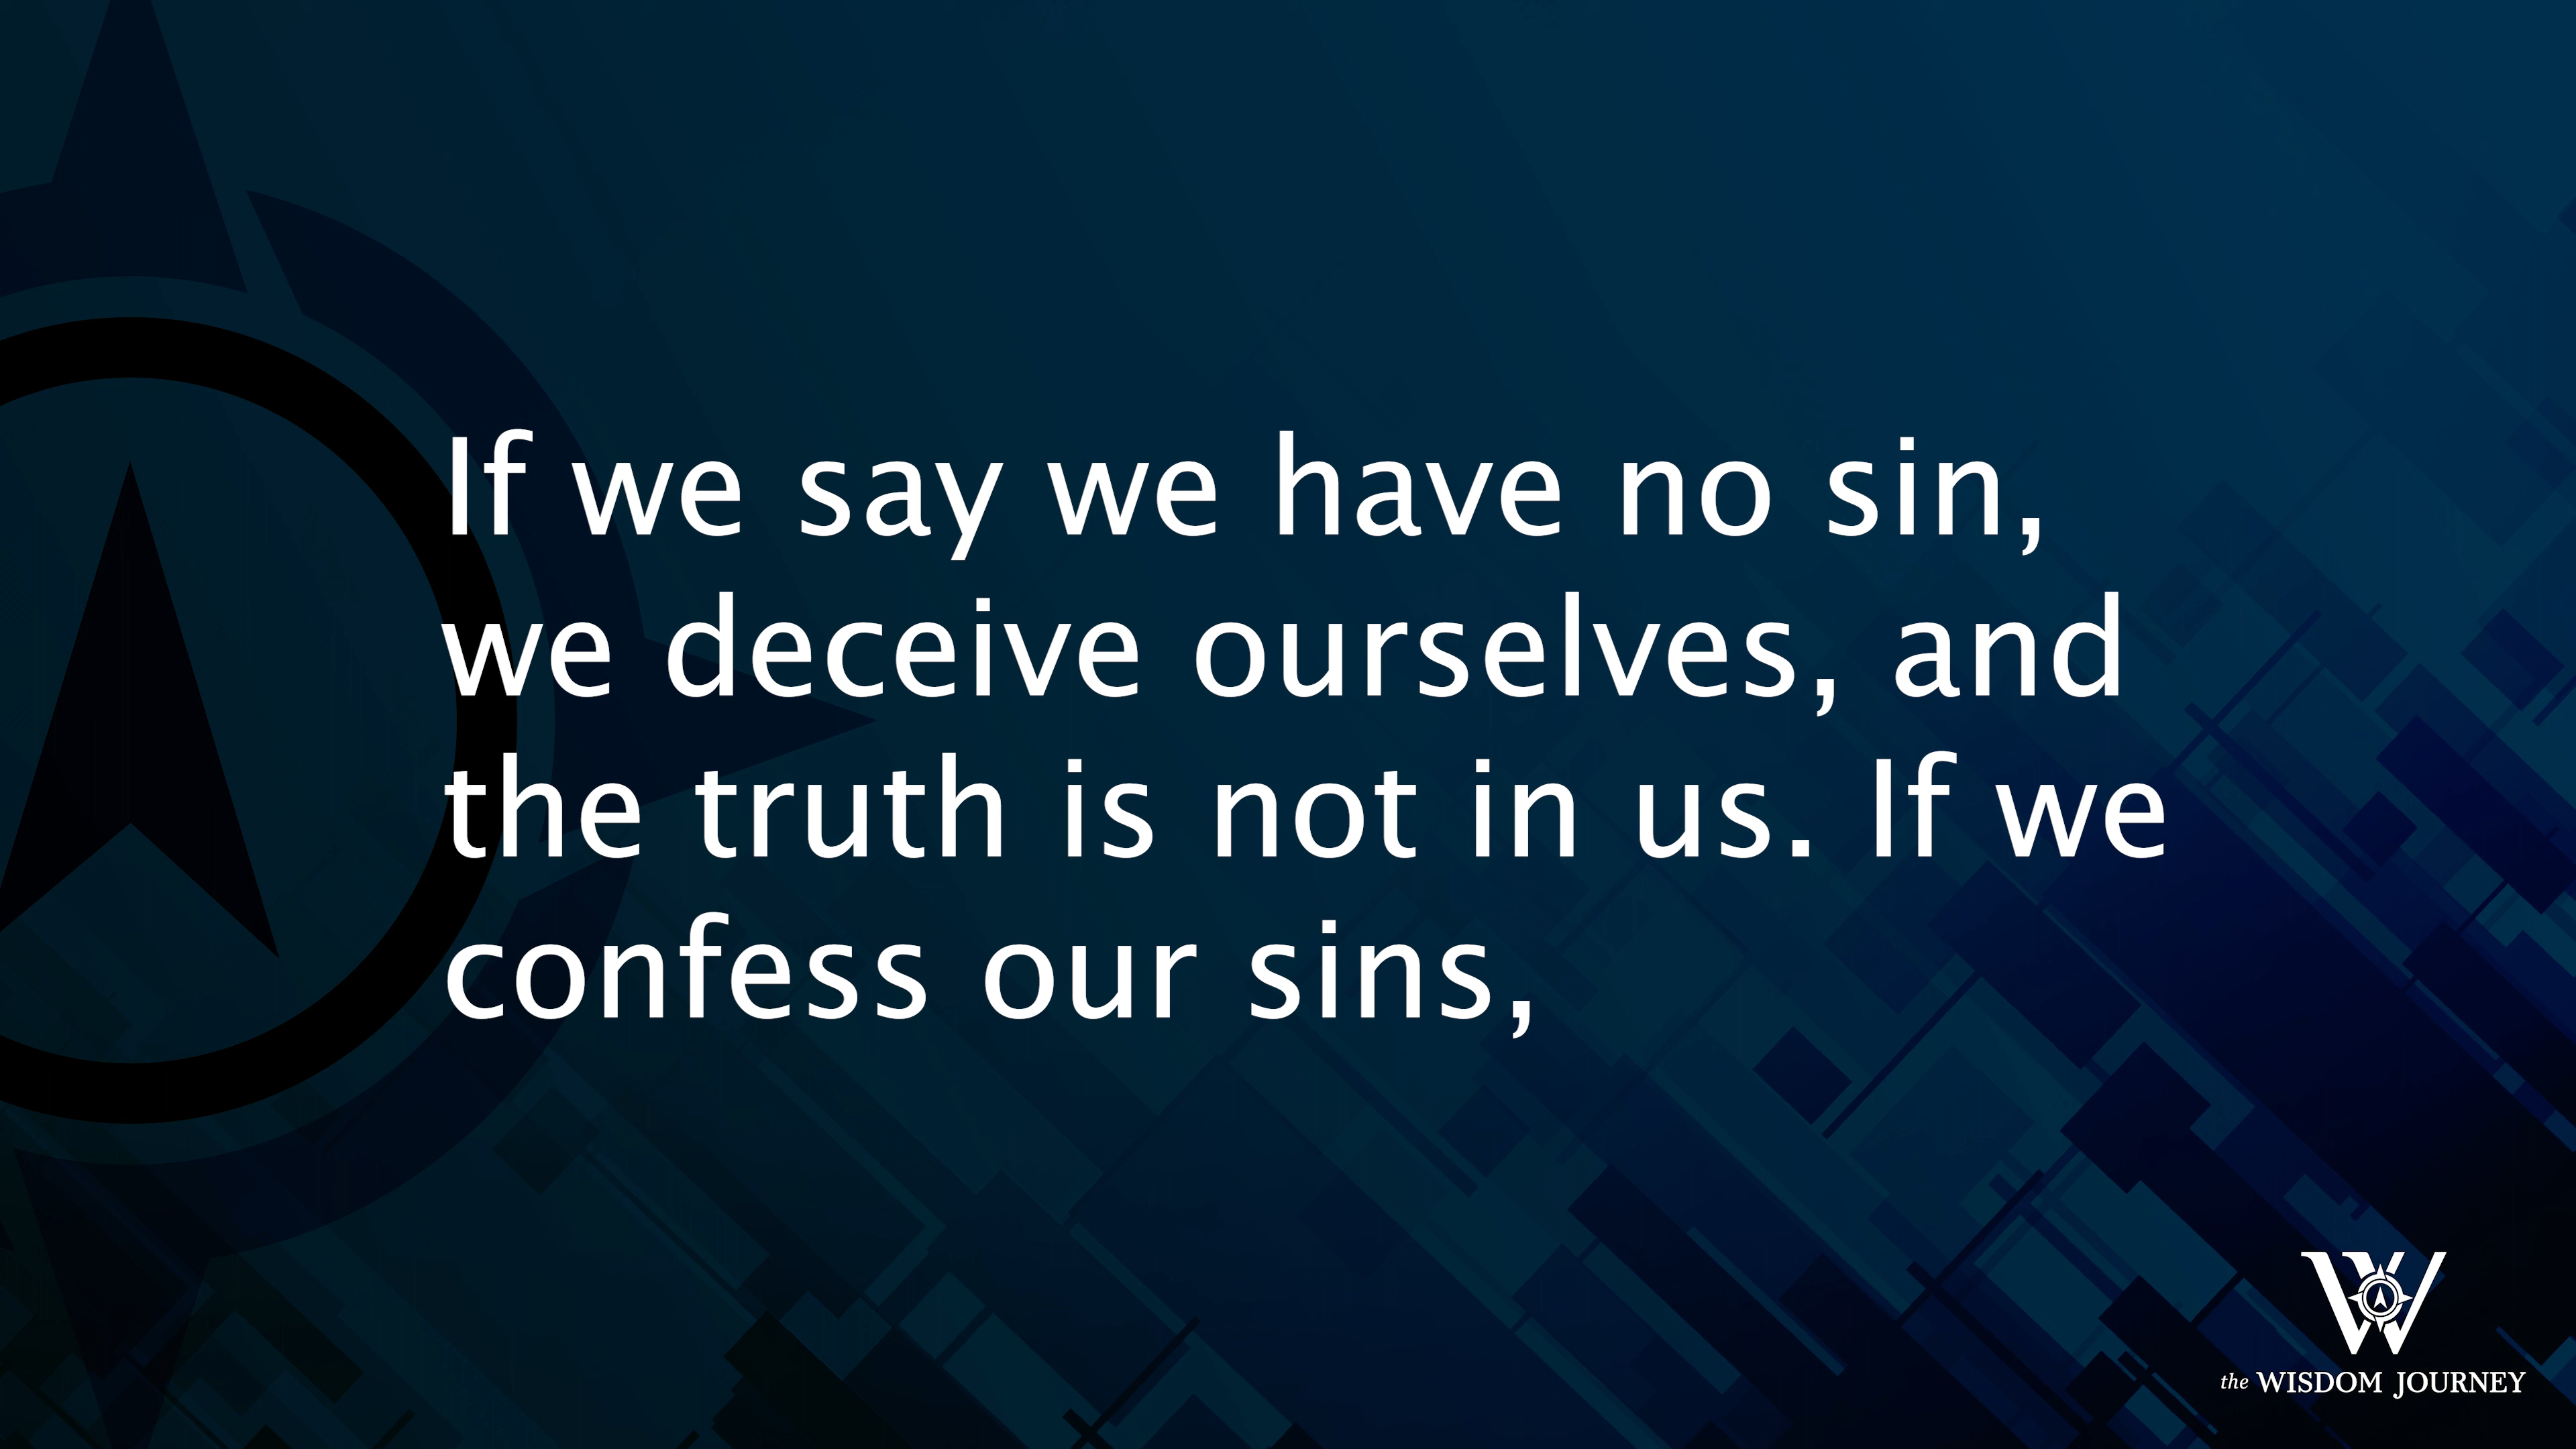 If we say we have no sin,
we deceive ourselves, and
the truth is not in us. If we
confess our sins,
W
the WISDOM JOURNEY